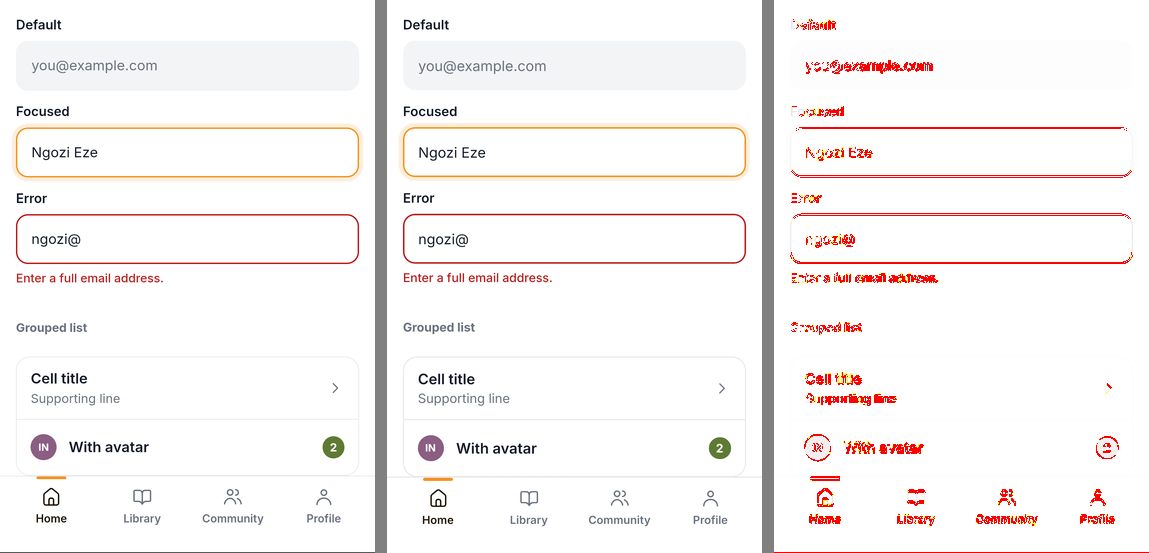 Default
you@example.com
Focused
Ngozi Eze
Error
ngozi@
Enter a full email address.
Grouped list
Cell title
Supporting line
IN With avatar 2
Home Library Community Profile
Default
you@example.com
Focused
Ngozi Eze
Error
ngozi@
Enter a full email address.
Grouped list
Cell title
Supporting line
IN With avatar 2
Home Library Community Profile
Default
you@example.com
Focused
Ngozi Eze
Error
ngozi@
Enter a full email address.
Grouped list
Cell title
Supporting line
With avatar
Home Library Community Profile